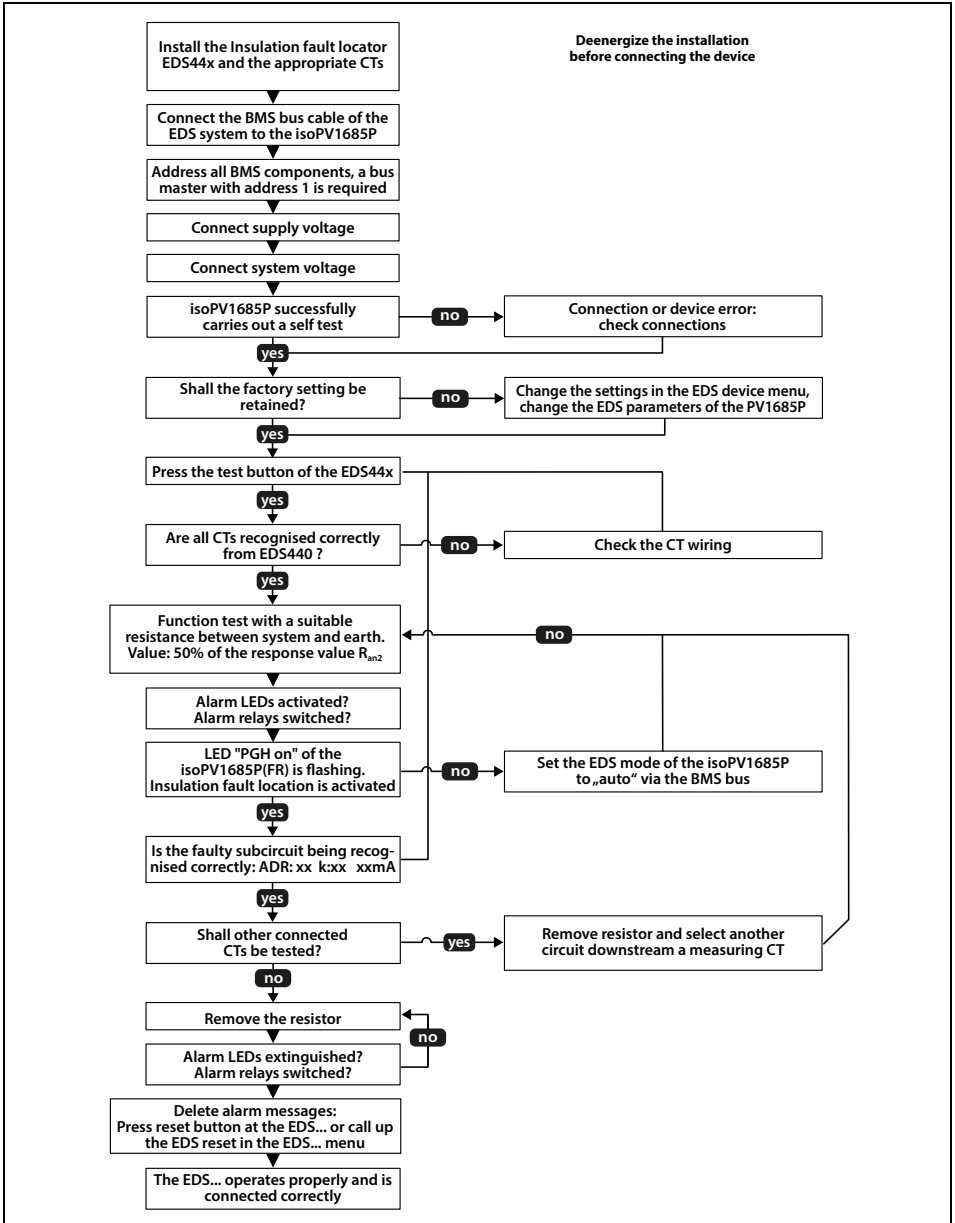 Install the Insulation fault locator
EDS44x and the appropriate CTs
Deenergize the installation
before connecting the device
Connect the BMS bus cable of the
EDS system to the isoPV1685P
Address all BMS components, a bus
master with address 1 is required
Connect supply voltage
Connect system voltage
isoPV1685P successfully
carries out a self test
no
Connection or device error:
check connections
yes
Shall the factory setting be
retained?
no
Change the settings in the EDS device menu,
change the EDS parameters of the PV1685P
yes
Press the test button of the EDS44x
yes
Are all CTs recognised correctly
from EDS440 ?
no
Check the CT wiring
yes
Function test with a suitable
resistance between system and earth.
Value: 50% of the response value Ran2
no
Alarm LEDs activated?
Alarm relays switched?
LED "PGH on" of the
isoPV1685P(FR) is flashing.
Insulation fault location is activated
no
Set the EDS mode of the isoPV1685P
to „auto“ via the BMS bus
yes
Is the faulty subcircuit being recog-
nised correctly: ADR: xx k:xx xxmA
yes
Shall other connected
CTs be tested?
yes
Remove resistor and select another
circuit downstream a measuring CT
no
Remove the resistor
no
Alarm LEDs extinguished?
Alarm relays switched?
Delete alarm messages:
Press reset button at the EDS... or call up
the EDS reset in the EDS... menu
The EDS... operates properly and is
connected correctly